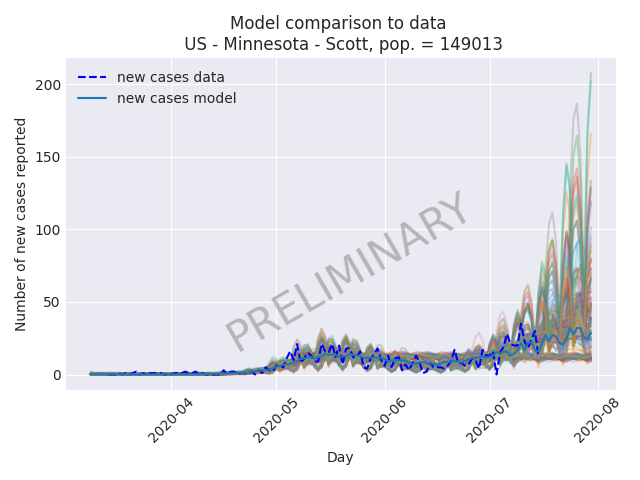 Model comparison to data
US - Minnesota - Scott, pop. = 149013
new cases data
new cases model
200
150
100
50
0
Number of new cases reported
PRELIMINARY
2020-04
2020-05
2020-06
2020-07
2020-08
Day